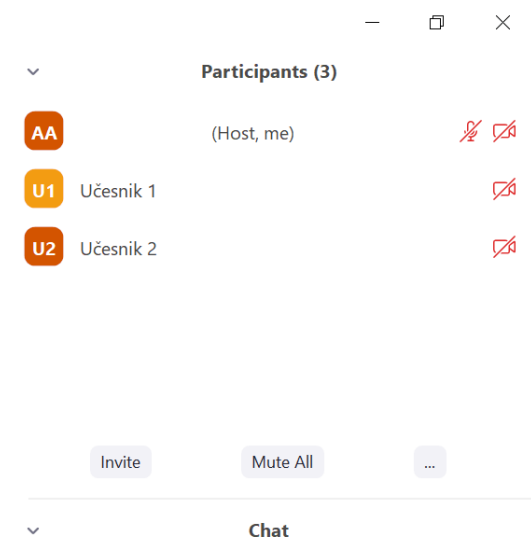 Participants (3)
AA (Host, me)
U1 Učesnik 1
U2 Učesnik 2
Invite Mute All ...
Chat